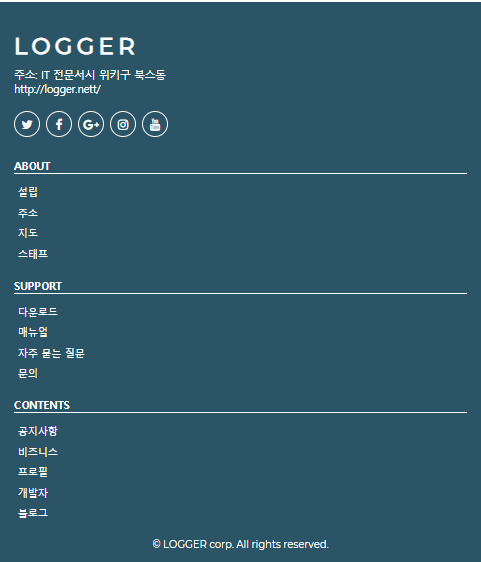 LOGGER
주소: IT 전문서시 위키구 북스동
http://logger.nett/
ABOUT
설립
주소
지도
스태프
SUPPORT
다운로드
매뉴얼
자주 묻는 질문
문의
CONTENTS
공지사항
비즈니스
프로필
개발자
블로그
© LOGGER corp. All rights reserved.